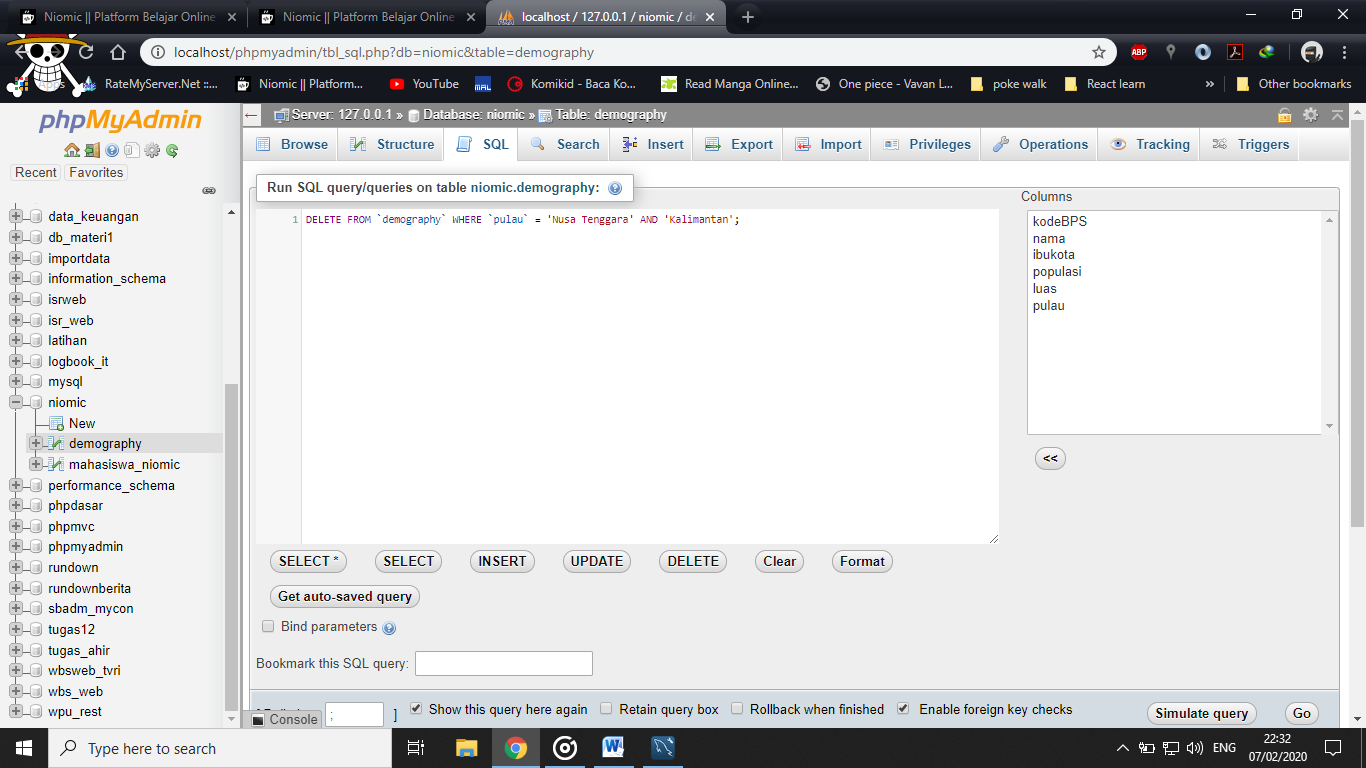 Niomic || Platform Belajar Online
Niomic || Platform Belajar Online
localhost / 127.0.0.1 / niomic / de
localhost/phpmyadmin/tbl_sql.php?db=niomic&table=demography
ABP
Apps
RateMyServer.Net ::...
Niomic || Platform...
YouTube
MAL
Komikid - Baca Ko...
Read Manga Online...
One piece - Vavan L...
poke walk
React learn
»
Other bookmarks
phpMyAdmin
Recent
Favorites
data_keuangan
db_materi1
importdata
information_schema
isrweb
isr_web
latihan
logbook_it
mysql
niomic
New
demography
mahasiswa_niomic
performance_schema
phpdasar
phpmvc
phpmyadmin
rundown
rundownberita
sbadm_mycon
tugas12
tugas_ahir
wbsweb_tvri
wbs_web
wpu_rest
Server: 127.0.0.1 » Database: niomic » Table: demography
Browse
Structure
SQL
Search
Insert
Export
Import
Privileges
Operations
Tracking
Triggers
Run SQL query/queries on table niomic.demography:
1 DELETE FROM `demography` WHERE `pulau` = 'Nusa Tenggara' AND 'Kalimantan';
Columns
kodeBPS
nama
ibukota
populasi
luas
pulau
<<
SELECT *
SELECT
INSERT
UPDATE
DELETE
Clear
Format
Get auto-saved query
Bind parameters
Bookmark this SQL query:
; ]
Show this query here again
Retain query box
Rollback when finished
Enable foreign key checks
Simulate query
Go
Console
Type here to search
ENG
22:32
07/02/2020